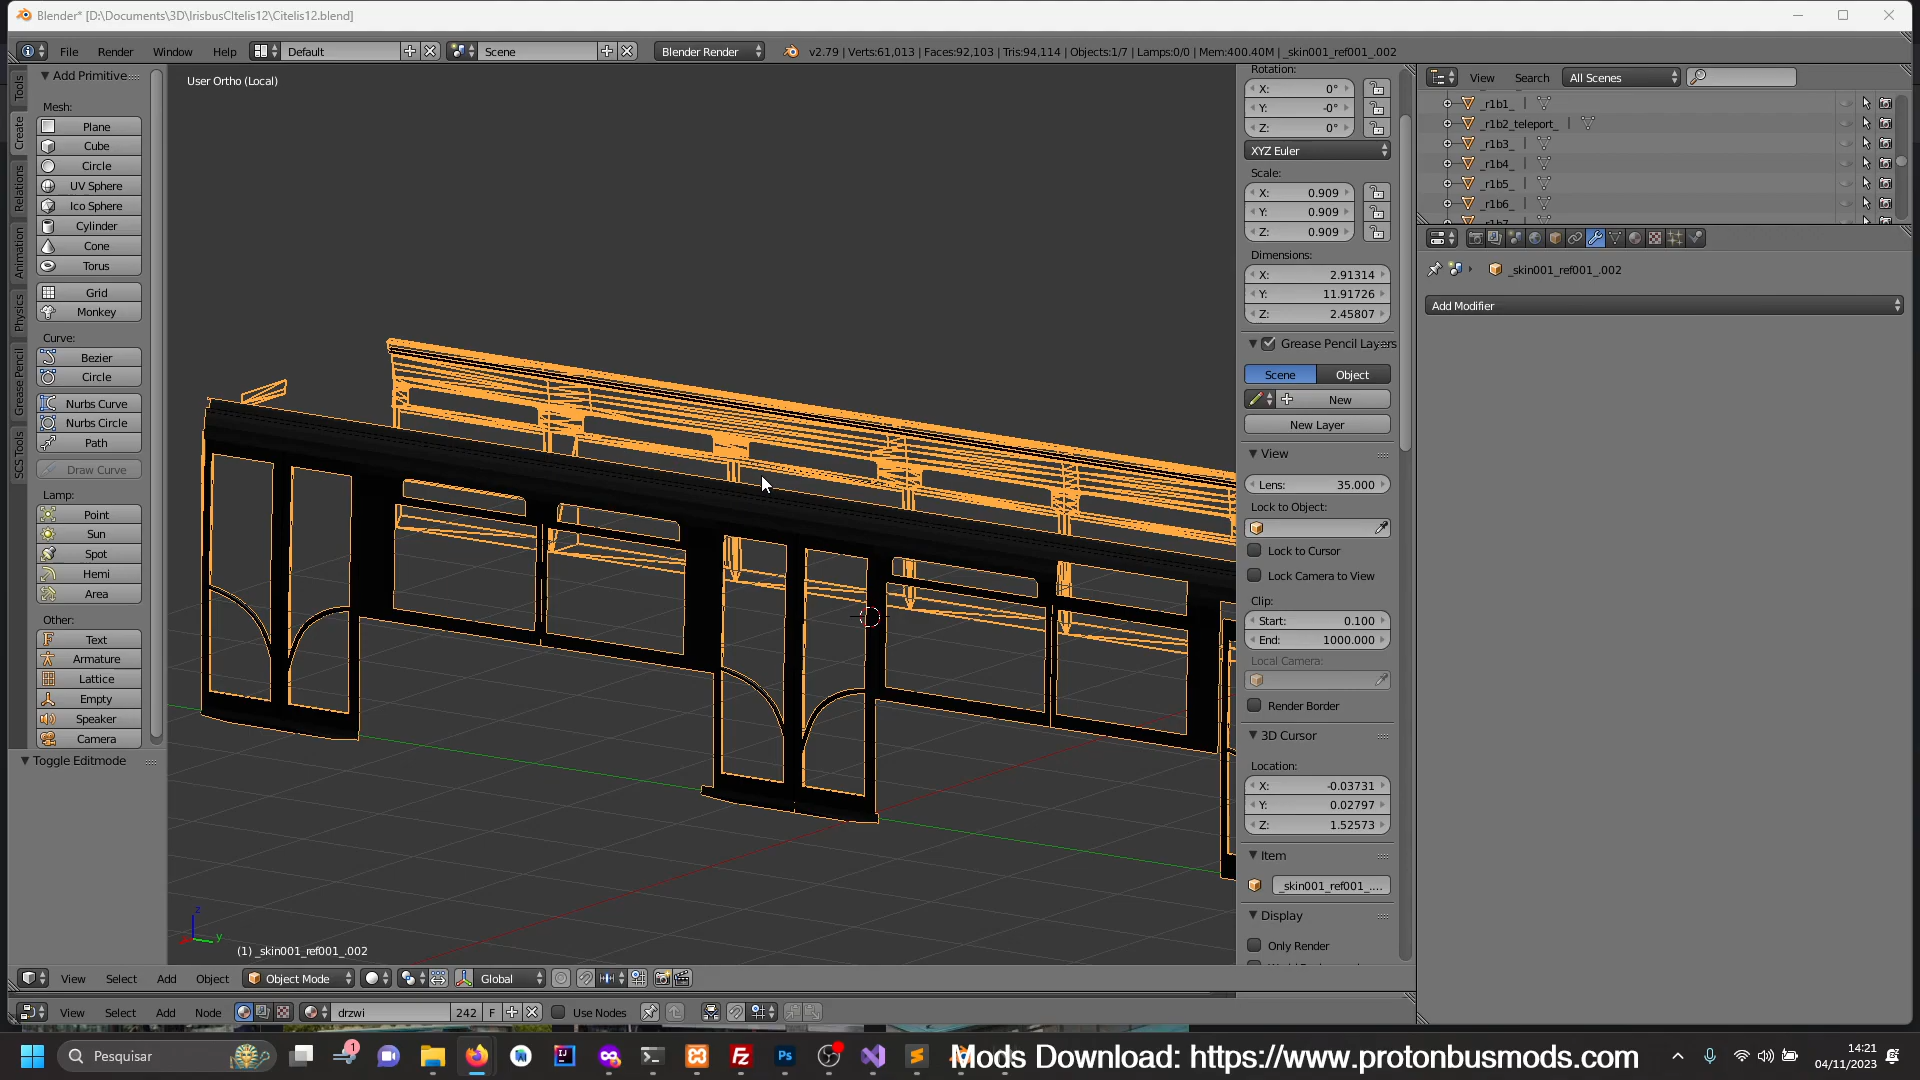 Blender* [D:\Documents\3D\IrisbusCItelis12\Citelis12.blend]
File Render Window Help Default Scene Blender Render v2.79 | Verts:61,013 | Faces:92,103 | Tris:94,114 | Objects:1/7 | Lamps:0/0 | Mem:400.40M | _skin001_ref001_.002
Tools
Create
Relations
Animation
Physics
Grease Pencil
SCS Tools
Add Primitive
Mesh:
Plane
Cube
Circle
UV Sphere
Ico Sphere
Cylinder
Cone
Torus
Grid
Monkey
Curve:
Bezier
Circle
Nurbs Curve
Nurbs Circle
Path
Draw Curve
Lamp:
Point
Sun
Spot
Hemi
Area
Other:
Text
Armature
Lattice
Empty
Speaker
Camera
Toggle Editmode
User Ortho (Local)
z
y
(1) _skin001_ref001_.002
Rotation:
X: 0°
Y: -0°
Z: 0°
XYZ Euler
Scale:
X: 0.909
Y: 0.909
Z: 0.909
Dimensions:
X: 2.91314
Y: 11.91726
Z: 2.45807
Grease Pencil Layers
Scene Object
New
New Layer
View
Lens: 35.000
Lock to Object:
Lock to Cursor
Lock Camera to View
Clip:
Start: 0.100
End: 1000.000
Local Camera:
Render Border
3D Cursor
Location:
X: -0.03731
Y: 0.02797
Z: 1.52573
Item
_skin001_ref001_....
Display
Only Render
View Search All Scenes
_r1b1_
_r1b2_teleport_
_r1b3_
_r1b4_
_r1b5_
_r1b6_
_skin001_ref001_.002
Add Modifier
View Select Add Object Object Mode Global
View Select Add Node drzwi 242 F Use Nodes
Pesquisar
1
Mods Download: https://www.protonbusmods.com
14:21
04/11/2023